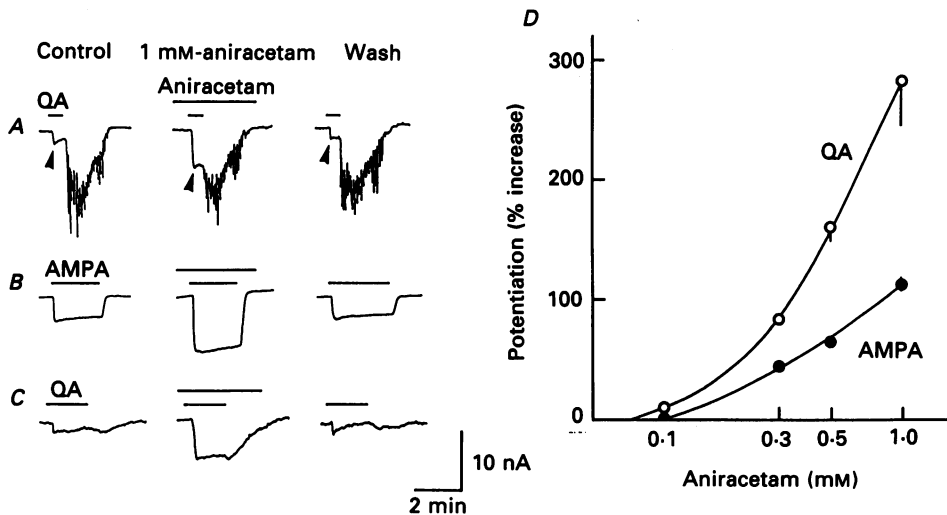 Control 1 mM-aniracetam Wash
QA Aniracetam
A
B AMPA
C QA
10 nA
2 min
D
300
200
100
0
Potentiation (% increase)
QA
AMPA
0·1 0·3 0·5 1·0
Aniracetam (mM)